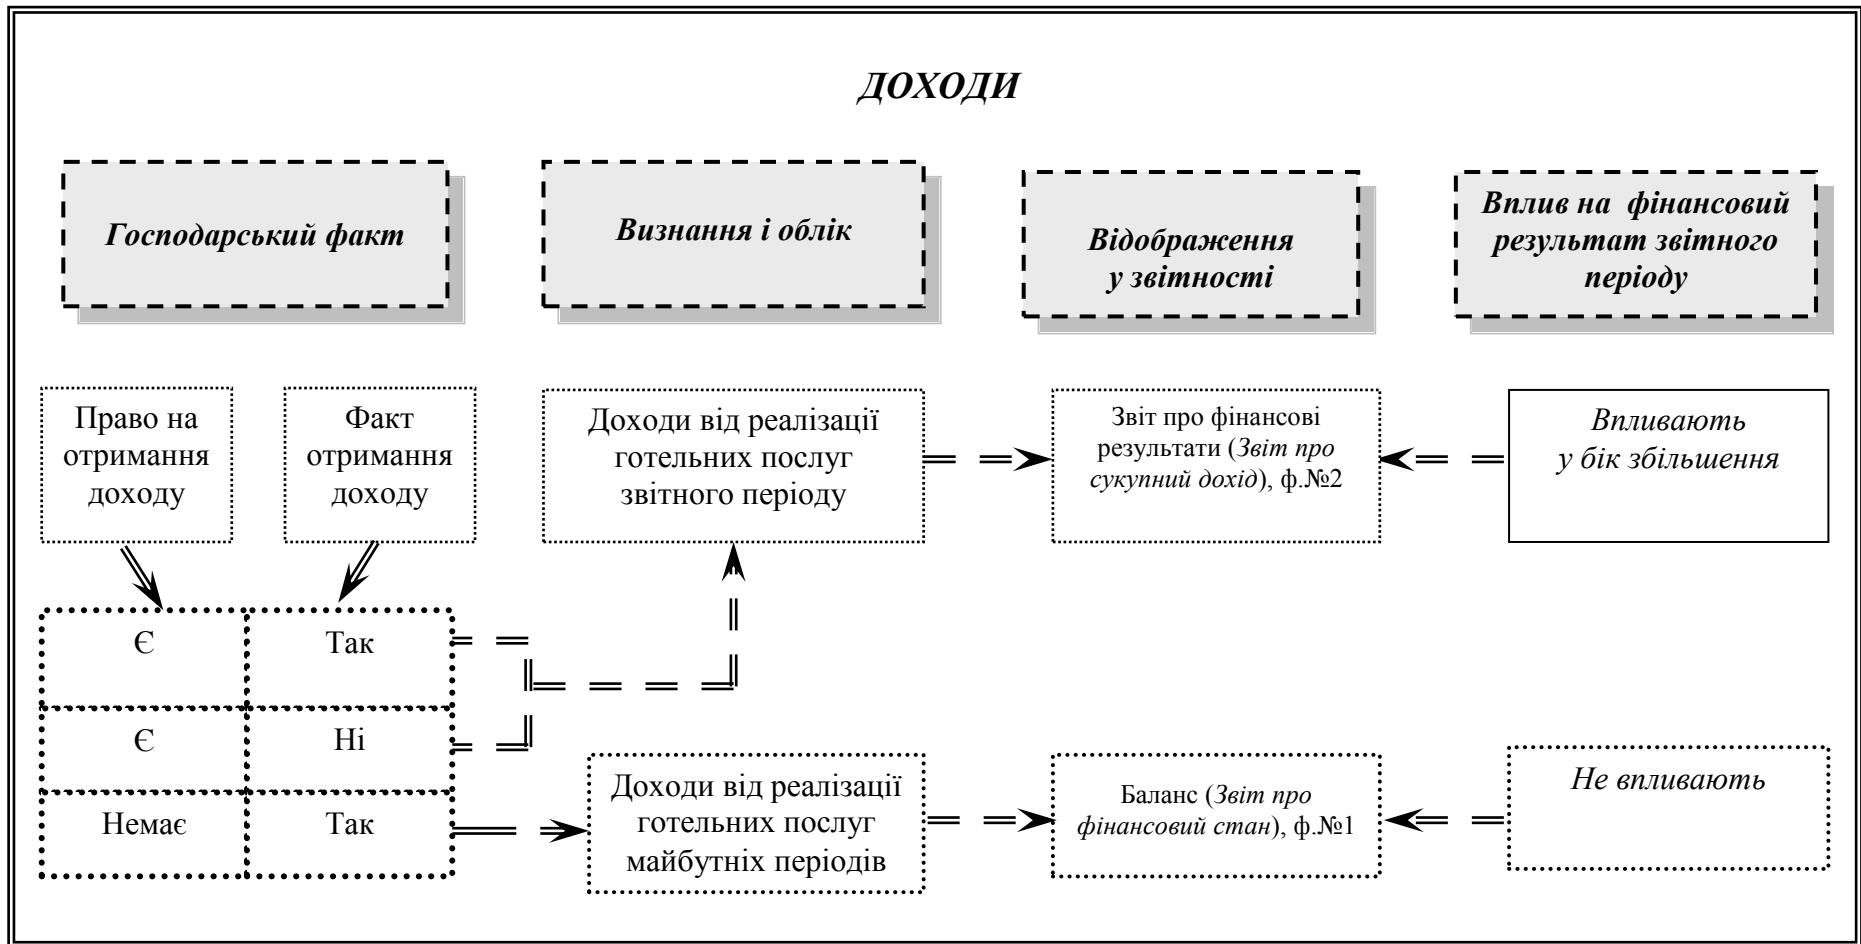 ДОХОДИ
Господарський факт
Визнання і облік
Відображення
у звітності
Вплив на фінансовий
результат звітного
періоду
Право на
отримання
доходу
Факт
отримання
доходу
Доходи від реалізації
готельних послуг
звітного періоду
Звіт про фінансові
результати (Звіт про
сукупний дохід), ф.№2
Впливають
у бік збільшення
Є
Так
Є
Ні
Немає
Так
Доходи від реалізації
готельних послуг
майбутніх періодів
Баланс (Звіт про
фінансовий стан), ф.№1
Не впливають